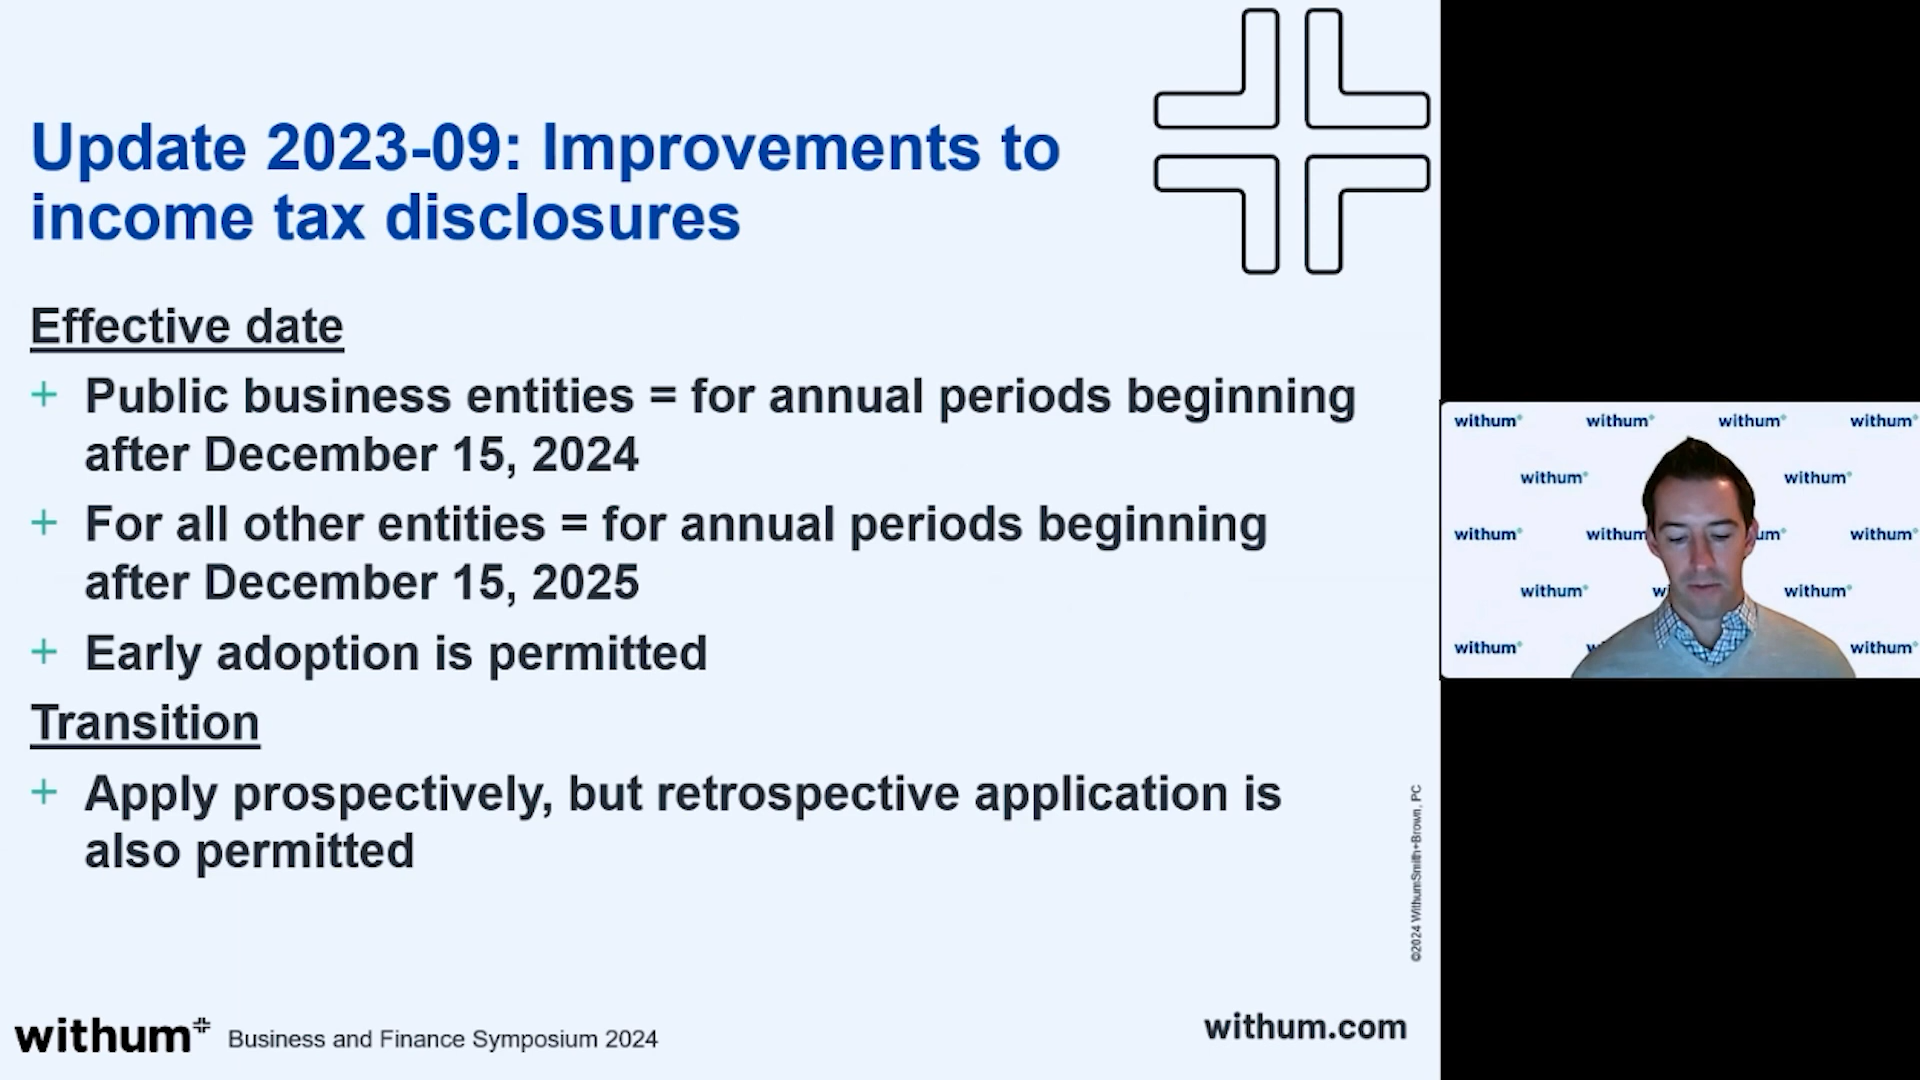 Update 2023-09: Improvements to
income tax disclosures
Effective date
+ Public business entities = for annual periods beginning
after December 15, 2024
+ For all other entities = for annual periods beginning
after December 15, 2025
+ Early adoption is permitted
Transition
+ Apply prospectively, but retrospective application is
also permitted
©2024 WithumSmith+Brown, PC
withum+ Business and Finance Symposium 2024
withum.com
withum+ withum+ withum+ withum+
withum+ withum+
withum+ withum um+ withum+
withum+ wi withum+
withum+ w withum+